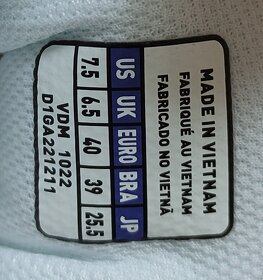 MADE IN VIETNAM
FABRIQUÉ AU VIETNAM
FABRICADO NO VIETNÃ
US UK EURO BRA JP
7.5 6.5 40 39 25.5
VDM 1022
D1GA221211